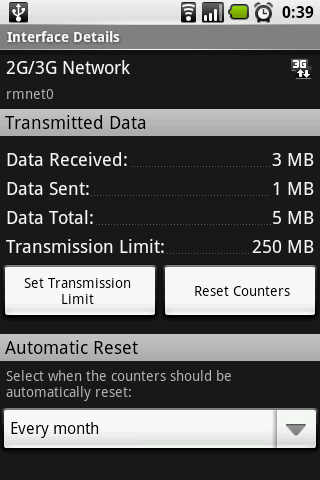 0:39
Interface Details
2G/3G Network
3G
rmnet0
Transmitted Data
Data Received: 3 MB
Data Sent: 1 MB
Data Total: 5 MB
Transmission Limit: 250 MB
Set Transmission
Limit
Reset Counters
Automatic Reset
Select when the counters should be
automatically reset:
Every month